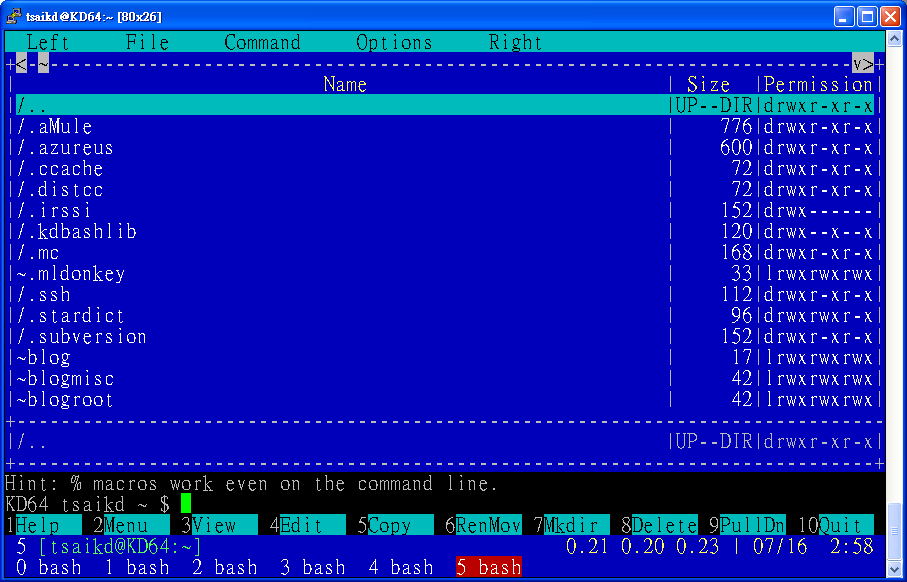 tsaikd@KD64:~ [80x26]
Left File Command Options Right
+< ~---------------------------------------------------------------------------v>+
| Name | Size |Permission|
|/.. |UP--DIR|drwxr-xr-x|
|/.aMule | 776|drwxr-xr-x|
|/.azureus | 600|drwxr-xr-x|
|/.ccache | 72|drwxr-xr-x|
|/.distcc | 72|drwxr-xr-x|
|/.irssi | 152|drwx------|
|/.kdbashlib | 120|drwx--x--x|
|/.mc | 168|drwxr-xr-x|
|~.mldonkey | 33|lrwxrwxrwx|
|/.ssh | 112|drwxr-xr-x|
|/.stardict | 96|drwxrwxr-x|
|/.subversion | 152|drwxr-xr-x|
|~blog | 17|lrwxrwxrwx|
|~blogmisc | 42|lrwxrwxrwx|
|~blogroot | 42|lrwxrwxrwx|
+------------------------------------------------------------------------------+
|/.. |UP--DIR|drwxr-xr-x|
+------------------------------------------------------------------------------+
Hint: % macros work even on the command line.
KD64 tsaikd ~ $
1Help 2Menu 3View 4Edit 5Copy 6RenMov 7Mkdir 8Delete 9PullDn 10Quit
5 [tsaikd@KD64:~] 0.21 0.20 0.23 | 07/16 2:58
0 bash 1 bash 2 bash 3 bash 4 bash 5 bash